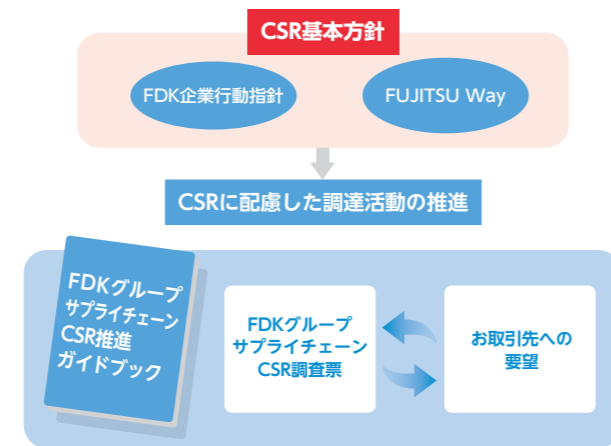 CSR基本方針
FDK企業行動指針
FUJITSU Way
CSRに配慮した調達活動の推進
FDKグループ
サプライチェーン
CSR推進
ガイドブック
FDKグループ
サプライチェーン
CSR調査票
お取引先への
要望